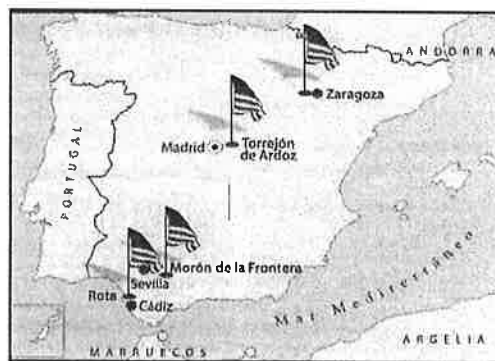 ANDORRA
Zaragoza
Madrid
Torrejón
de Ardoz
PORTUGAL
Morón de la Frontera
Sevilla
Rota
Cádiz
Mar Mediterráneo
MARRUECOS
ARGELIA